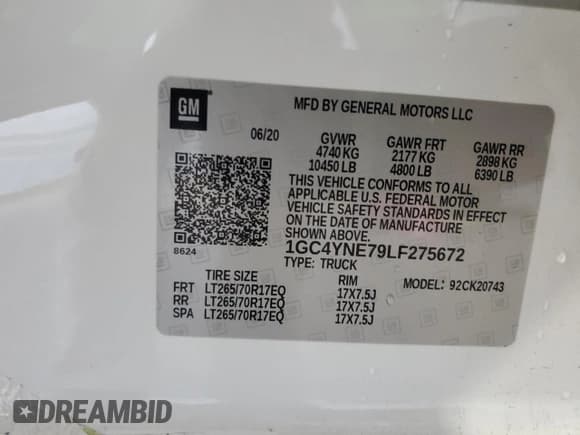 GM
MFD BY GENERAL MOTORS LLC
06/20 GVWR GAWR FRT GAWR RR
4740 KG 2177 KG 2898 KG
10450 LB 4800 LB 6390 LB
THIS VEHICLE CONFORMS TO ALL
APPLICABLE U.S. FEDERAL MOTOR
VEHICLE SAFETY STANDARDS IN EFFECT
ON THE DATE OF MANUFACTURE
SHOWN ABOVE.
8624
1GC4YNE79LF275672
TYPE: TRUCK
TIRE SIZE RIM MODEL: 92CK20743
FRT LT265/70R17EQ 17X7.5J
RR LT265/70R17EQ 17X7.5J
SPA LT265/70R17EQ 17X7.5J
DREAMBID